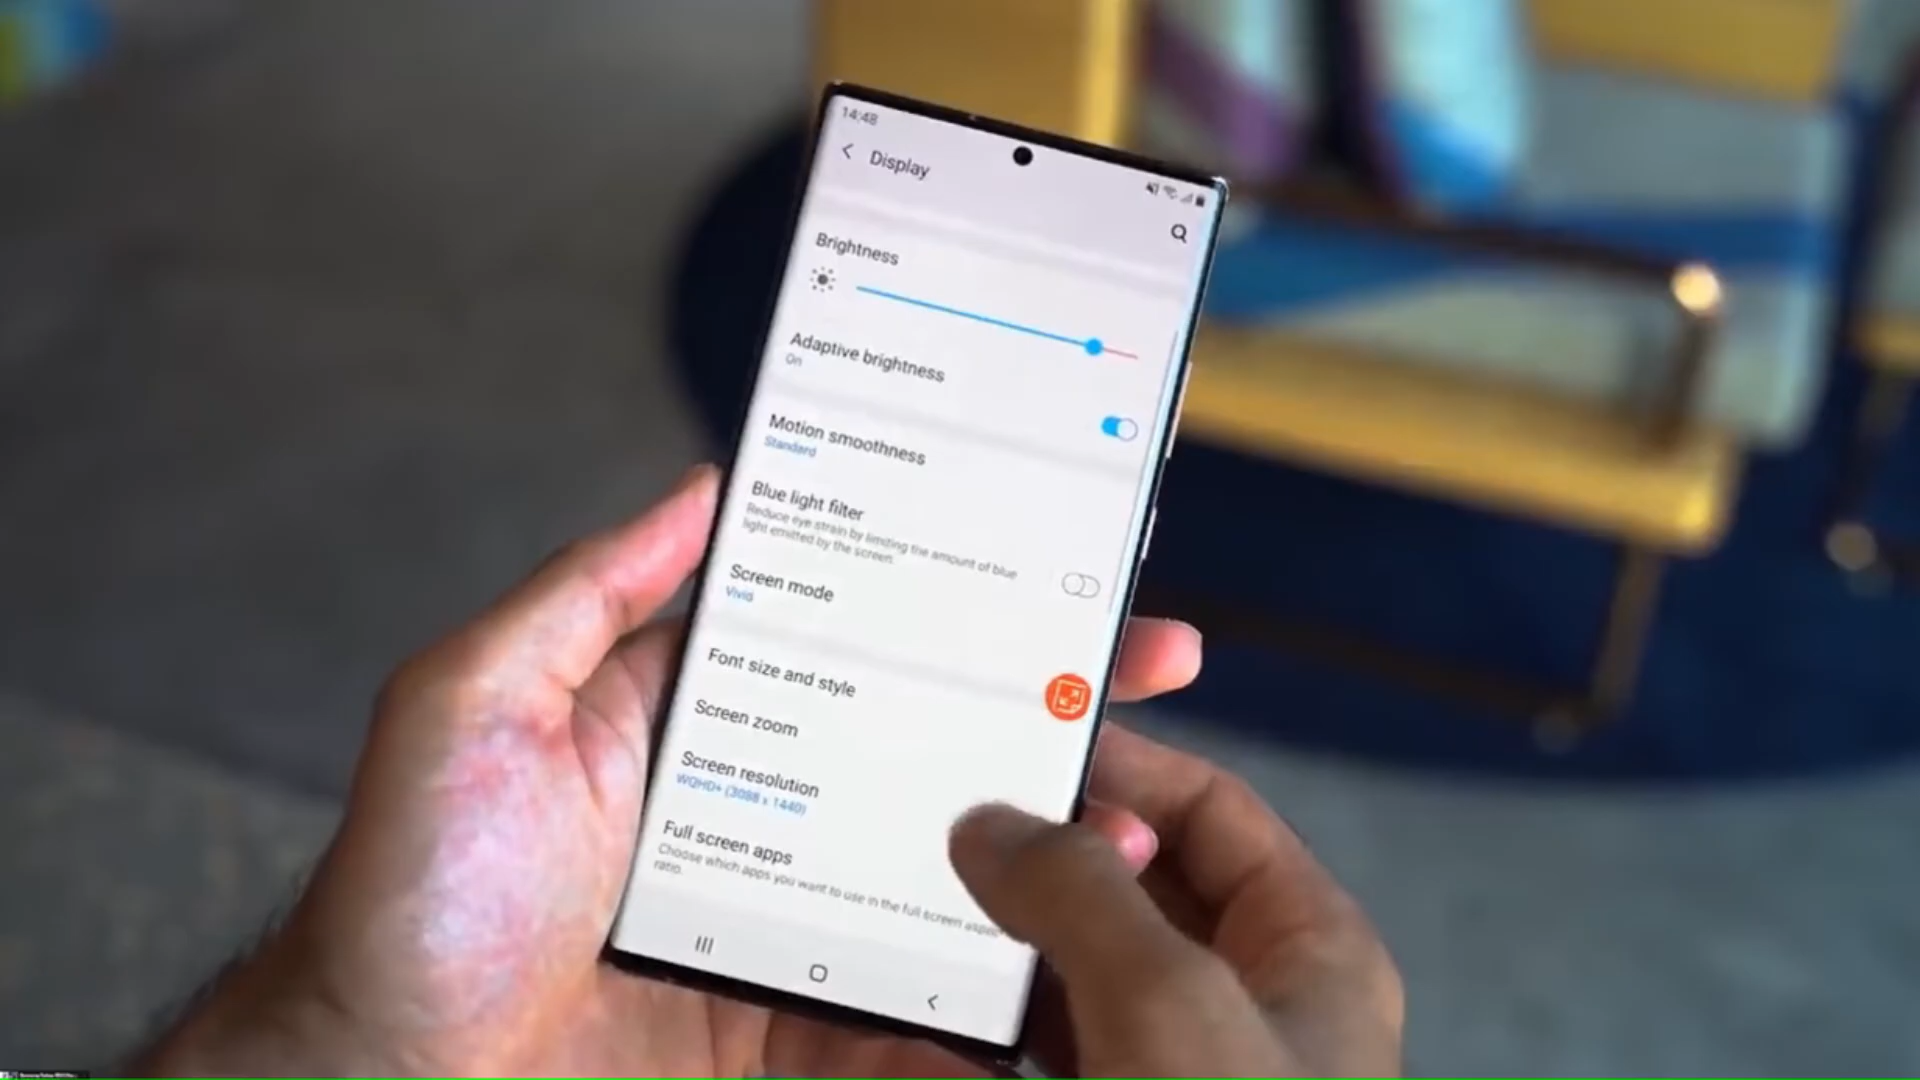 14:48
Display
Brightness
Adaptive brightness
On
Motion smoothness
Standard
Blue light filter
Reduce eye strain by limiting the amount of blue
light emitted by the screen.
Screen mode
Vivid
Font size and style
Screen zoom
Screen resolution
WQHD+ (3088 x 1440)
Full screen apps
Choose which apps you want to use in the full screen aspect
ratio.